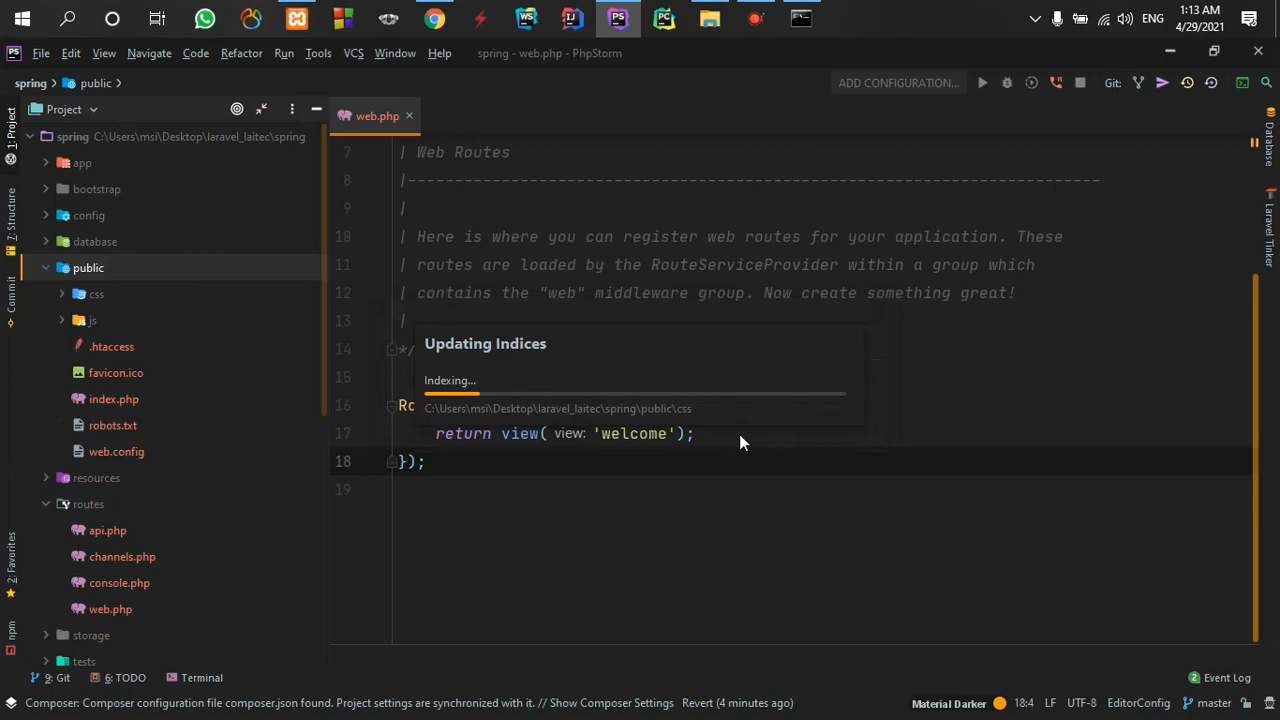 WS
PS
PC
ENG
1:13 AM
4/29/2021
PS File Edit View Navigate Code Refactor Run Tools VCS Window Help spring - web.php - PhpStorm
spring public ADD CONFIGURATION... Git:
1: Project
7: Structure
Commit
2: Favorites
npm
Project
spring C:\Users\msi\Desktop\laravel_laitec\spring
app
bootstrap
config
database
public
css
js
.htaccess
favicon.ico
index.php
robots.txt
web.config
resources
routes
api.php
channels.php
console.php
web.php
storage
tests
web.php
7 | Web Routes
8 |--------------------------------------------------------------------------
9 |
10 | Here is where you can register web routes for your application. These
11 | routes are loaded by the RouteServiceProvider within a group which
12 | contains the "web" middleware group. Now create something great!
13 |
14 */
15
16 Ro
17 return view( view: 'welcome');
18 });
19
Updating Indices
Indexing...
C:\Users\msi\Desktop\laravel_laitec\spring\public\css
Database
Laravel Tinker
9: Git 6: TODO Terminal 2 Event Log
Composer: Composer configuration file composer.json found. Project settings are synchronized with it. // Show Composer Settings Revert (4 minutes ago) Material Darker 18:4 LF UTF-8 EditorConfig master